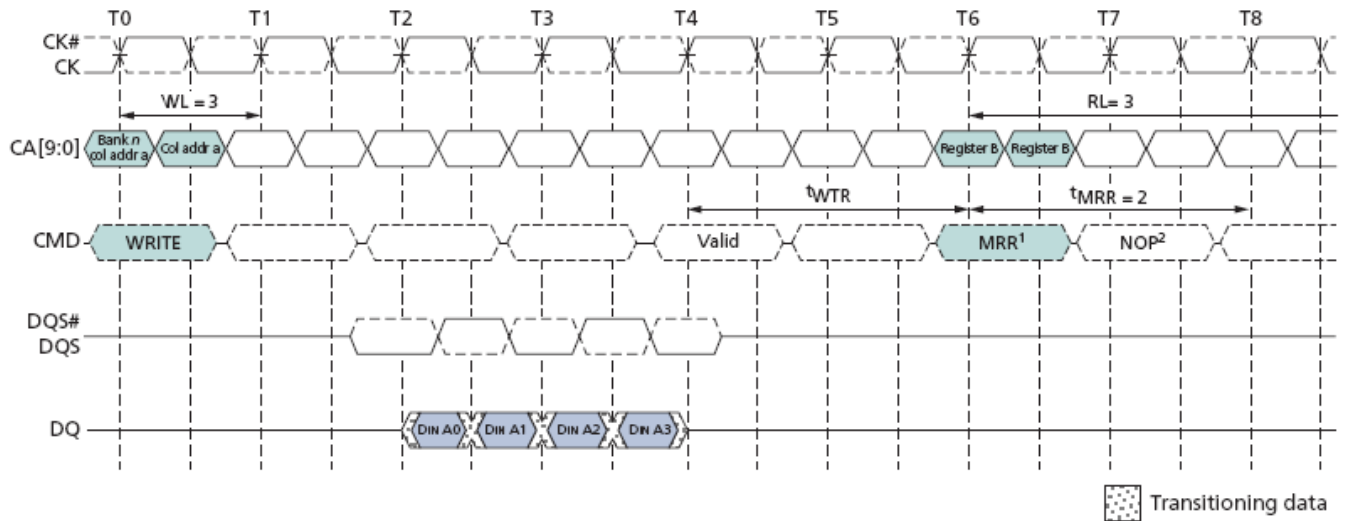 T0 T1 T2 T3 T4 T5 T6 T7 T8
CK#
CK
WL = 3 RL= 3
CA[9:0] Bank n col addr a Col addr a Register B Register B
tWTR tMRR = 2
CMD WRITE Valid MRR1 NOP2
DQS#
DQS
DQ DIN A0 DIN A1 DIN A2 DIN A3
Transitioning data